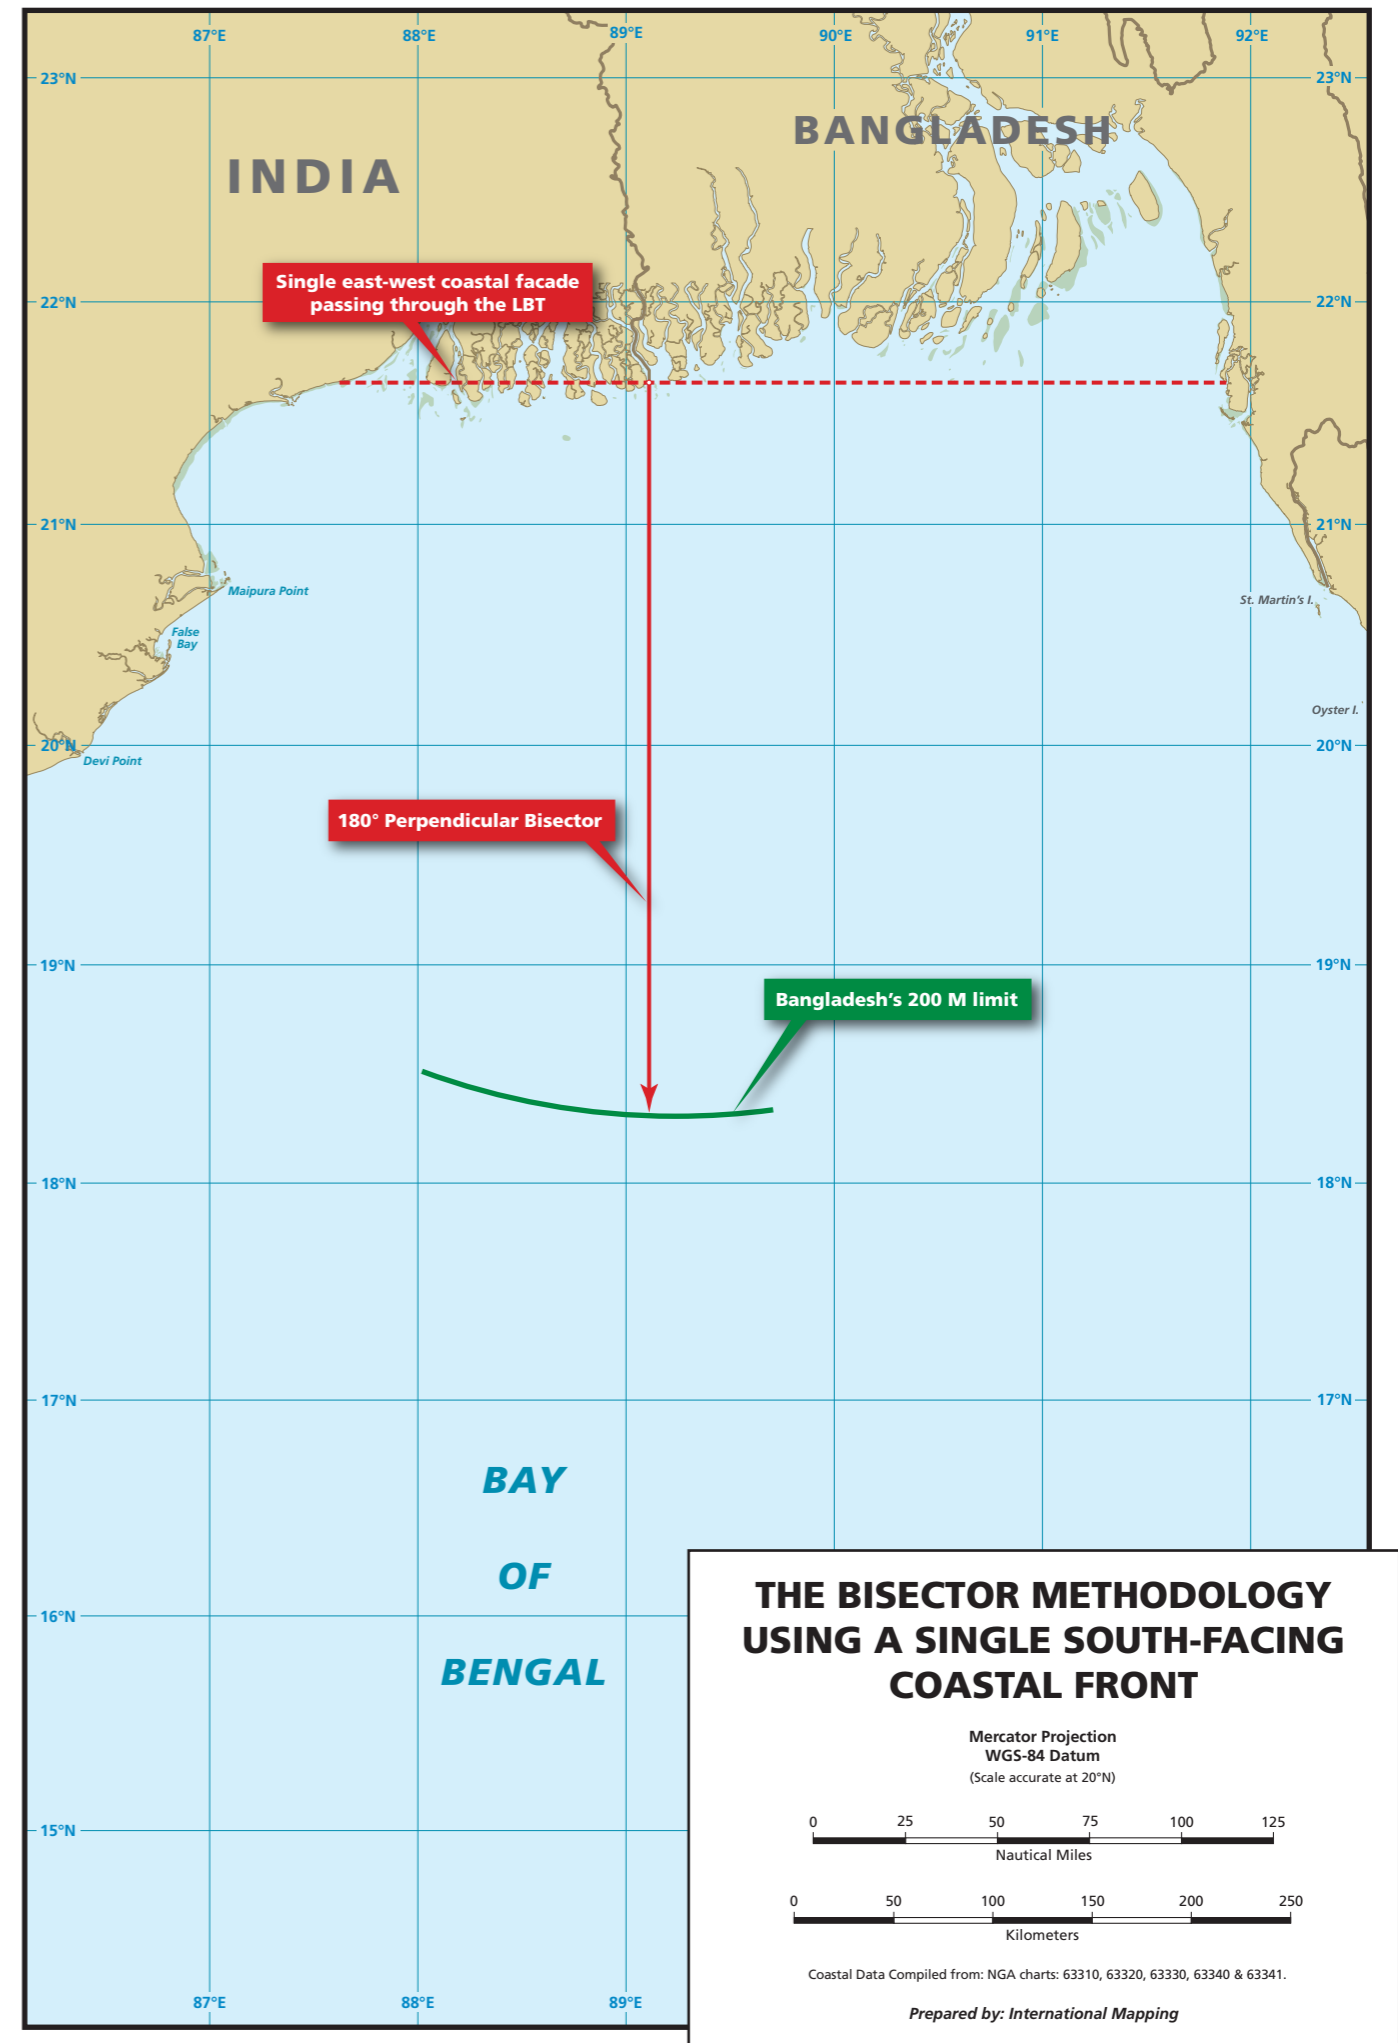 87°E 88°E 89°E 90°E 91°E 92°E
23°N 23°N
BANGLADESH
INDIA
Single east-west coastal facade
passing through the LBT
22°N 22°N
21°N 21°N
Maipura Point
St. Martin's I.
False
Bay
Oyster I.
20°N 20°N
Devi Point
180° Perpendicular Bisector
19°N 19°N
Bangladesh's 200 M limit
18°N 18°N
17°N 17°N
BAY
OF
BENGAL
16°N
15°N
87°E 88°E 89°E
THE BISECTOR METHODOLOGY
USING A SINGLE SOUTH-FACING
COASTAL FRONT
Mercator Projection
WGS-84 Datum
(Scale accurate at 20°N)
0 25 50 75 100 125
Nautical Miles
0 50 100 150 200 250
Kilometers
Coastal Data Compiled from: NGA charts: 63310, 63320, 63330, 63340 & 63341.
Prepared by: International Mapping